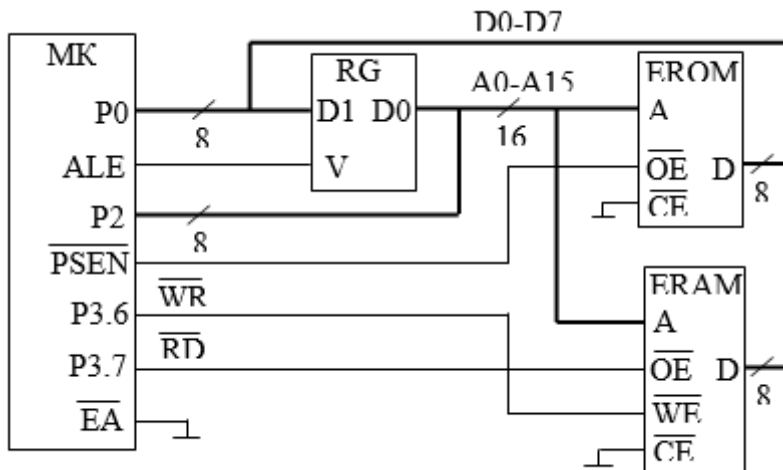 D0-D7
МК
RG
A0-A15
EROM
P0
8
D1 D0
16
A
ALE
V
OE D
8
P2
8
CE
PSEN
ERAM
WR
P3.6
A
RD
P3.7
OE D
8
WE
EA
CE